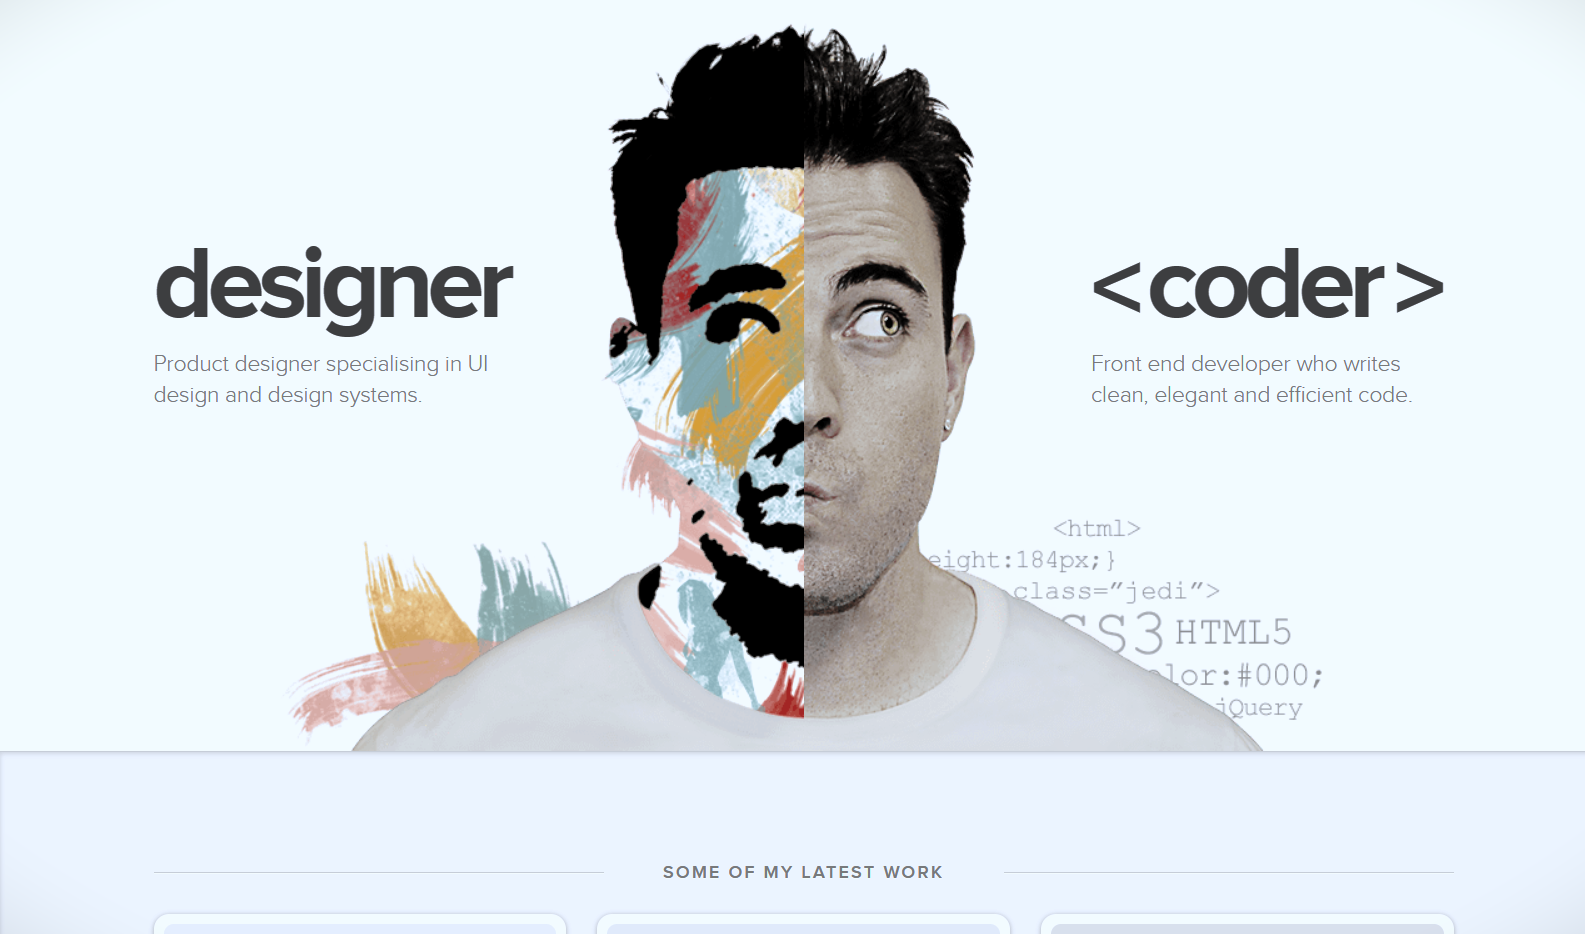 designer
Product designer specialising in UI
design and design systems.
<coder>
Front end developer who writes
clean, elegant and efficient code.
<html>
eight:184px;}
class=”jedi”>
SS3 HTML5
lor:#000;
jQuery
SOME OF MY LATEST WORK